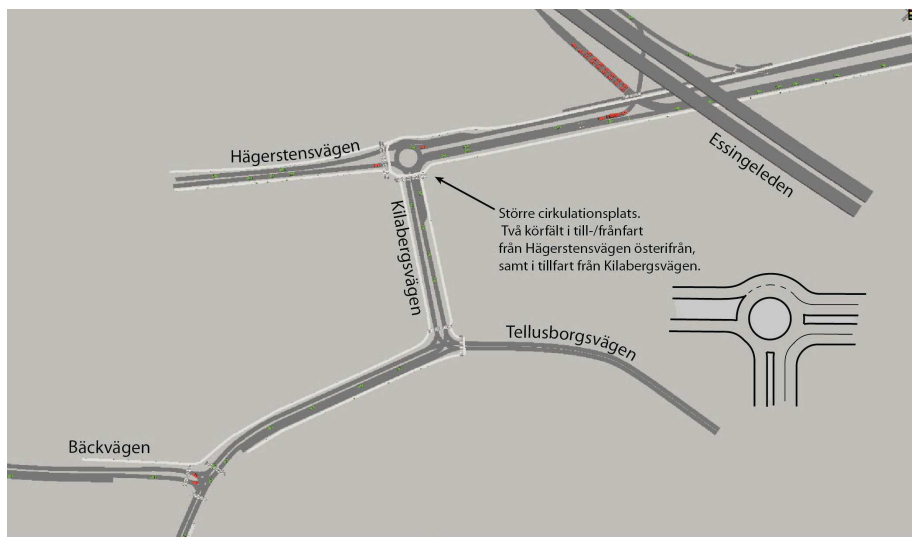 Hägerstensvägen
Essingeleden
Kilabergsvägen
Större cirkulationsplats.
Två körfält i till-/frånfart
från Hägerstensvägen österifrån,
samt i tillfart från Kilabergsvägen.
Tellusborgsvägen
Bäckvägen